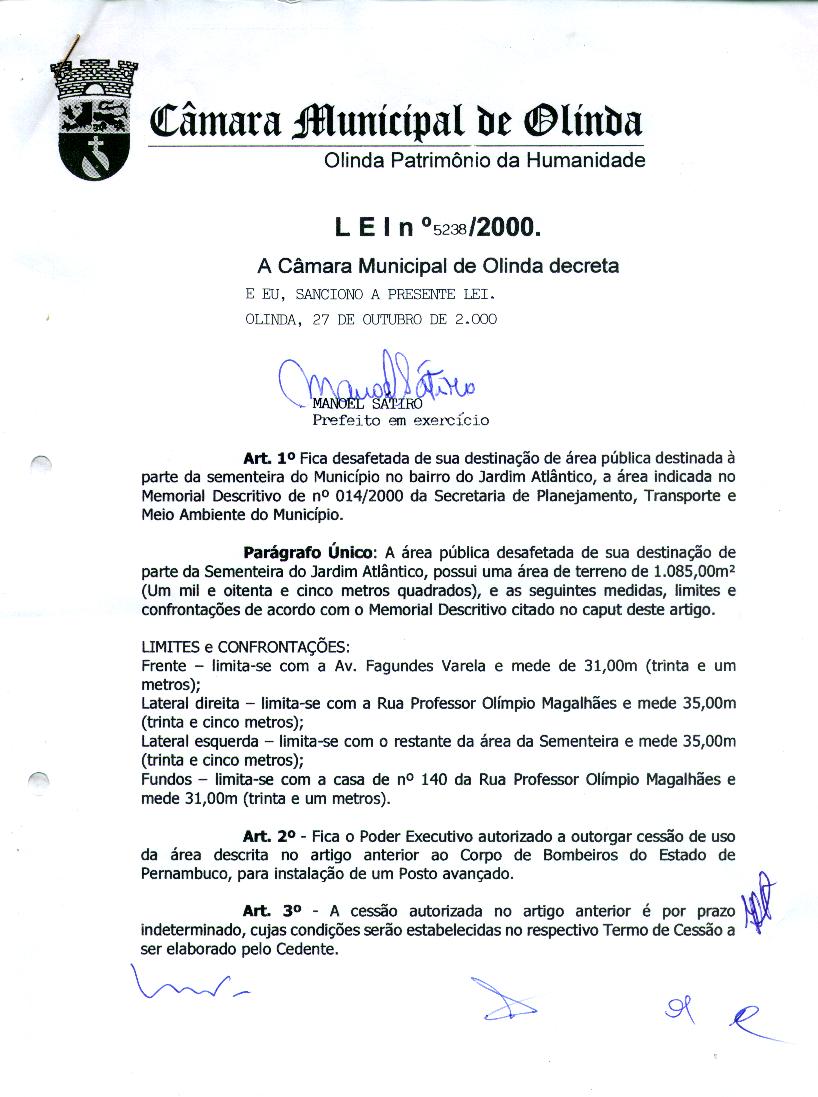 Câmara Municipal de Olinda
Olinda Patrimônio da Humanidade
L E I n º 5238/2000.
A Câmara Municipal de Olinda decreta
E EU, SANCIONO A PRESENTE LEI.
OLINDA, 27 DE OUTUBRO DE 2.000
Manoel Sátiro
MANOEL SÁTIRO
Prefeito em exercício
Art. 1º Fica desafetada de sua destinação de área pública destinada à
parte da sementeira do Município no bairro do Jardim Atlântico, a área indicada no
Memorial Descritivo de nº 014/2000 da Secretaria de Planejamento, Transporte e
Meio Ambiente do Município.
Parágrafo Único: A área pública desafetada de sua destinação de
parte da Sementeira do Jardim Atlântico, possui uma área de terreno de 1.085,00m²
(Um mil e oitenta e cinco metros quadrados), e as seguintes medidas, limites e
confrontações de acordo com o Memorial Descritivo citado no caput deste artigo.
LIMITES e CONFRONTAÇÕES:
Frente – limita-se com a Av. Fagundes Varela e mede de 31,00m (trinta e um
metros);
Lateral direita – limita-se com a Rua Professor Olímpio Magalhães e mede 35,00m
(trinta e cinco metros);
Lateral esquerda – limita-se com o restante da área da Sementeira e mede 35,00m
(trinta e cinco metros);
Fundos – limita-se com a casa de nº 140 da Rua Professor Olímpio Magalhães e
mede 31,00m (trinta e um metros).
Art. 2º - Fica o Poder Executivo autorizado a outorgar cessão de uso
da área descrita no artigo anterior ao Corpo de Bombeiros do Estado de
Pernambuco, para instalação de um Posto avançado.
Art. 3º - A cessão autorizada no artigo anterior é por prazo
indeterminado, cujas condições serão estabelecidas no respectivo Termo de Cessão a
ser elaborado pelo Cedente.